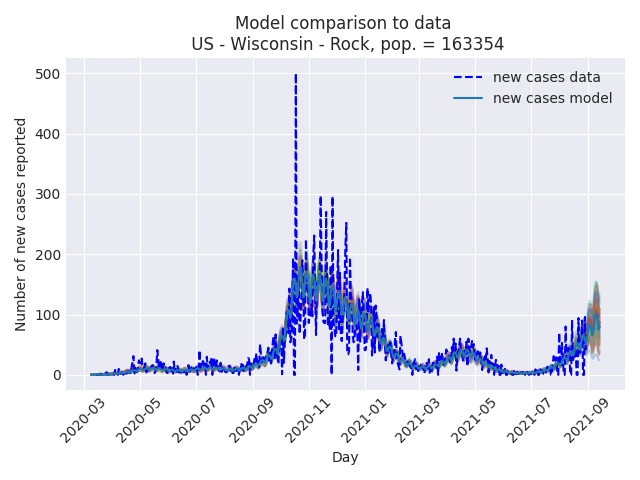 Model comparison to data
US - Wisconsin - Rock, pop. = 163354
new cases data
new cases model
Number of new cases reported
500
400
300
200
100
0
2020-03
2020-05
2020-07
2020-09
2020-11
2021-01
2021-03
2021-05
2021-07
2021-09
Day